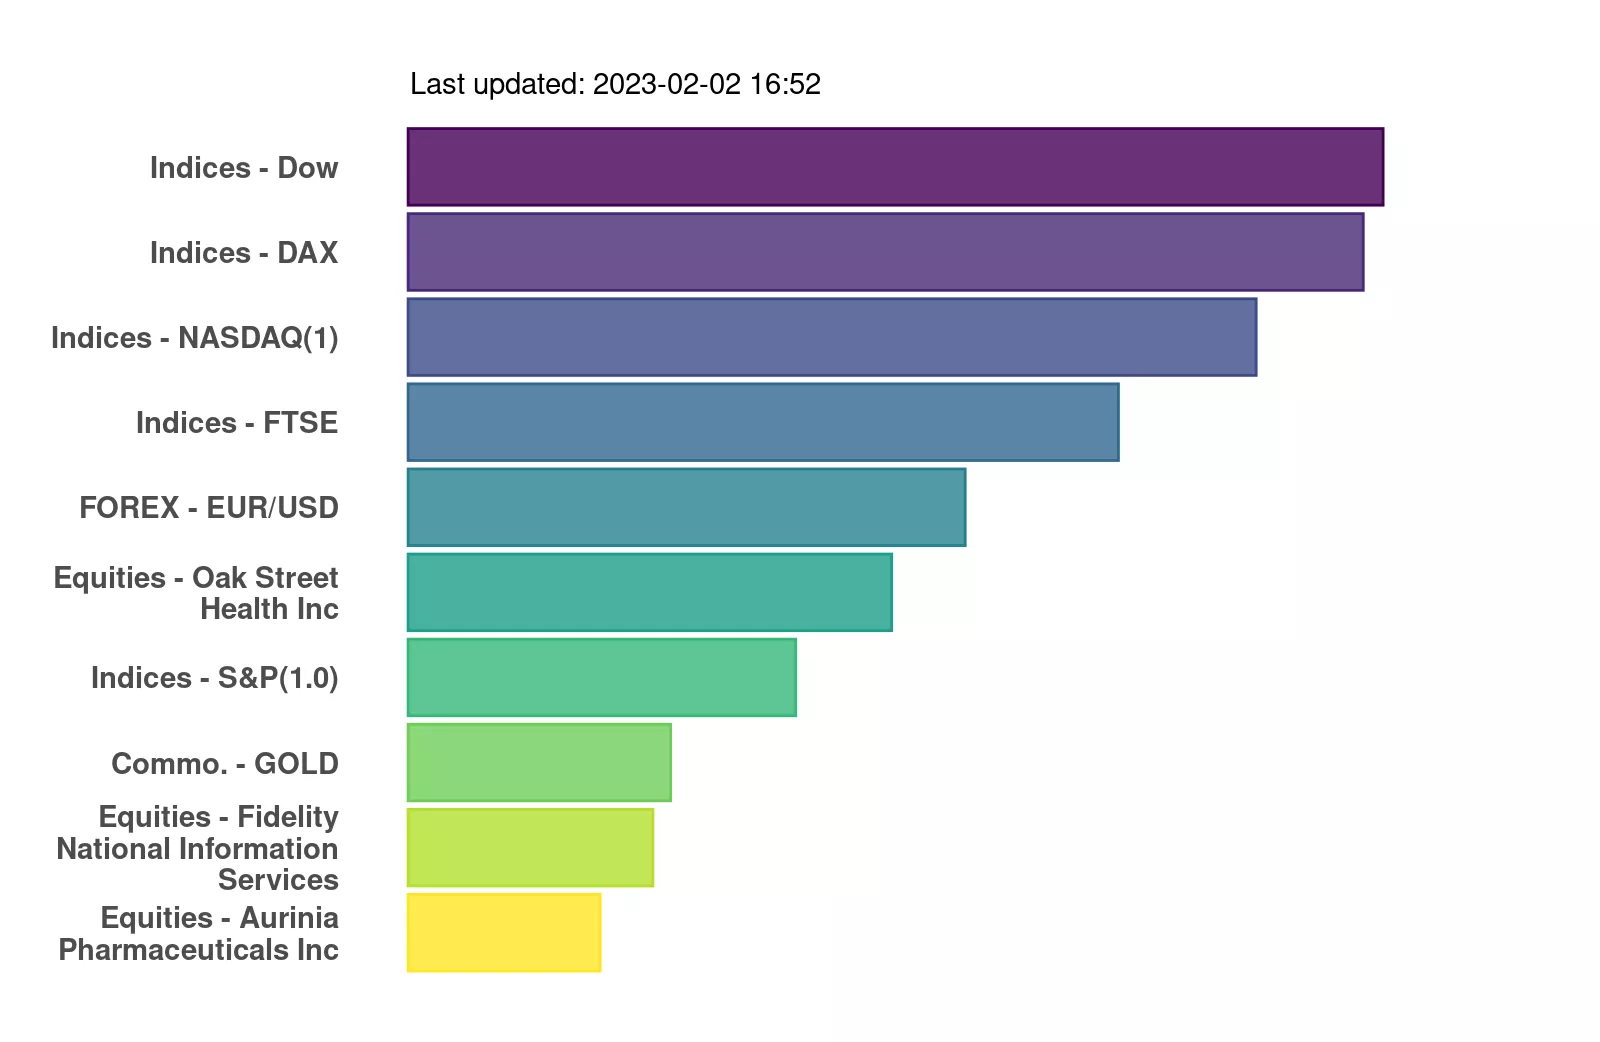 Last updated: 2023-02-02 16:52
Indices - Dow
Indices - DAX
Indices - NASDAQ(1)
Indices - FTSE
FOREX - EUR/USD
Equities - Oak Street
Health Inc
Indices - S&P(1.0)
Commo. - GOLD
Equities - Fidelity
National Information
Services
Equities - Aurinia
Pharmaceuticals Inc